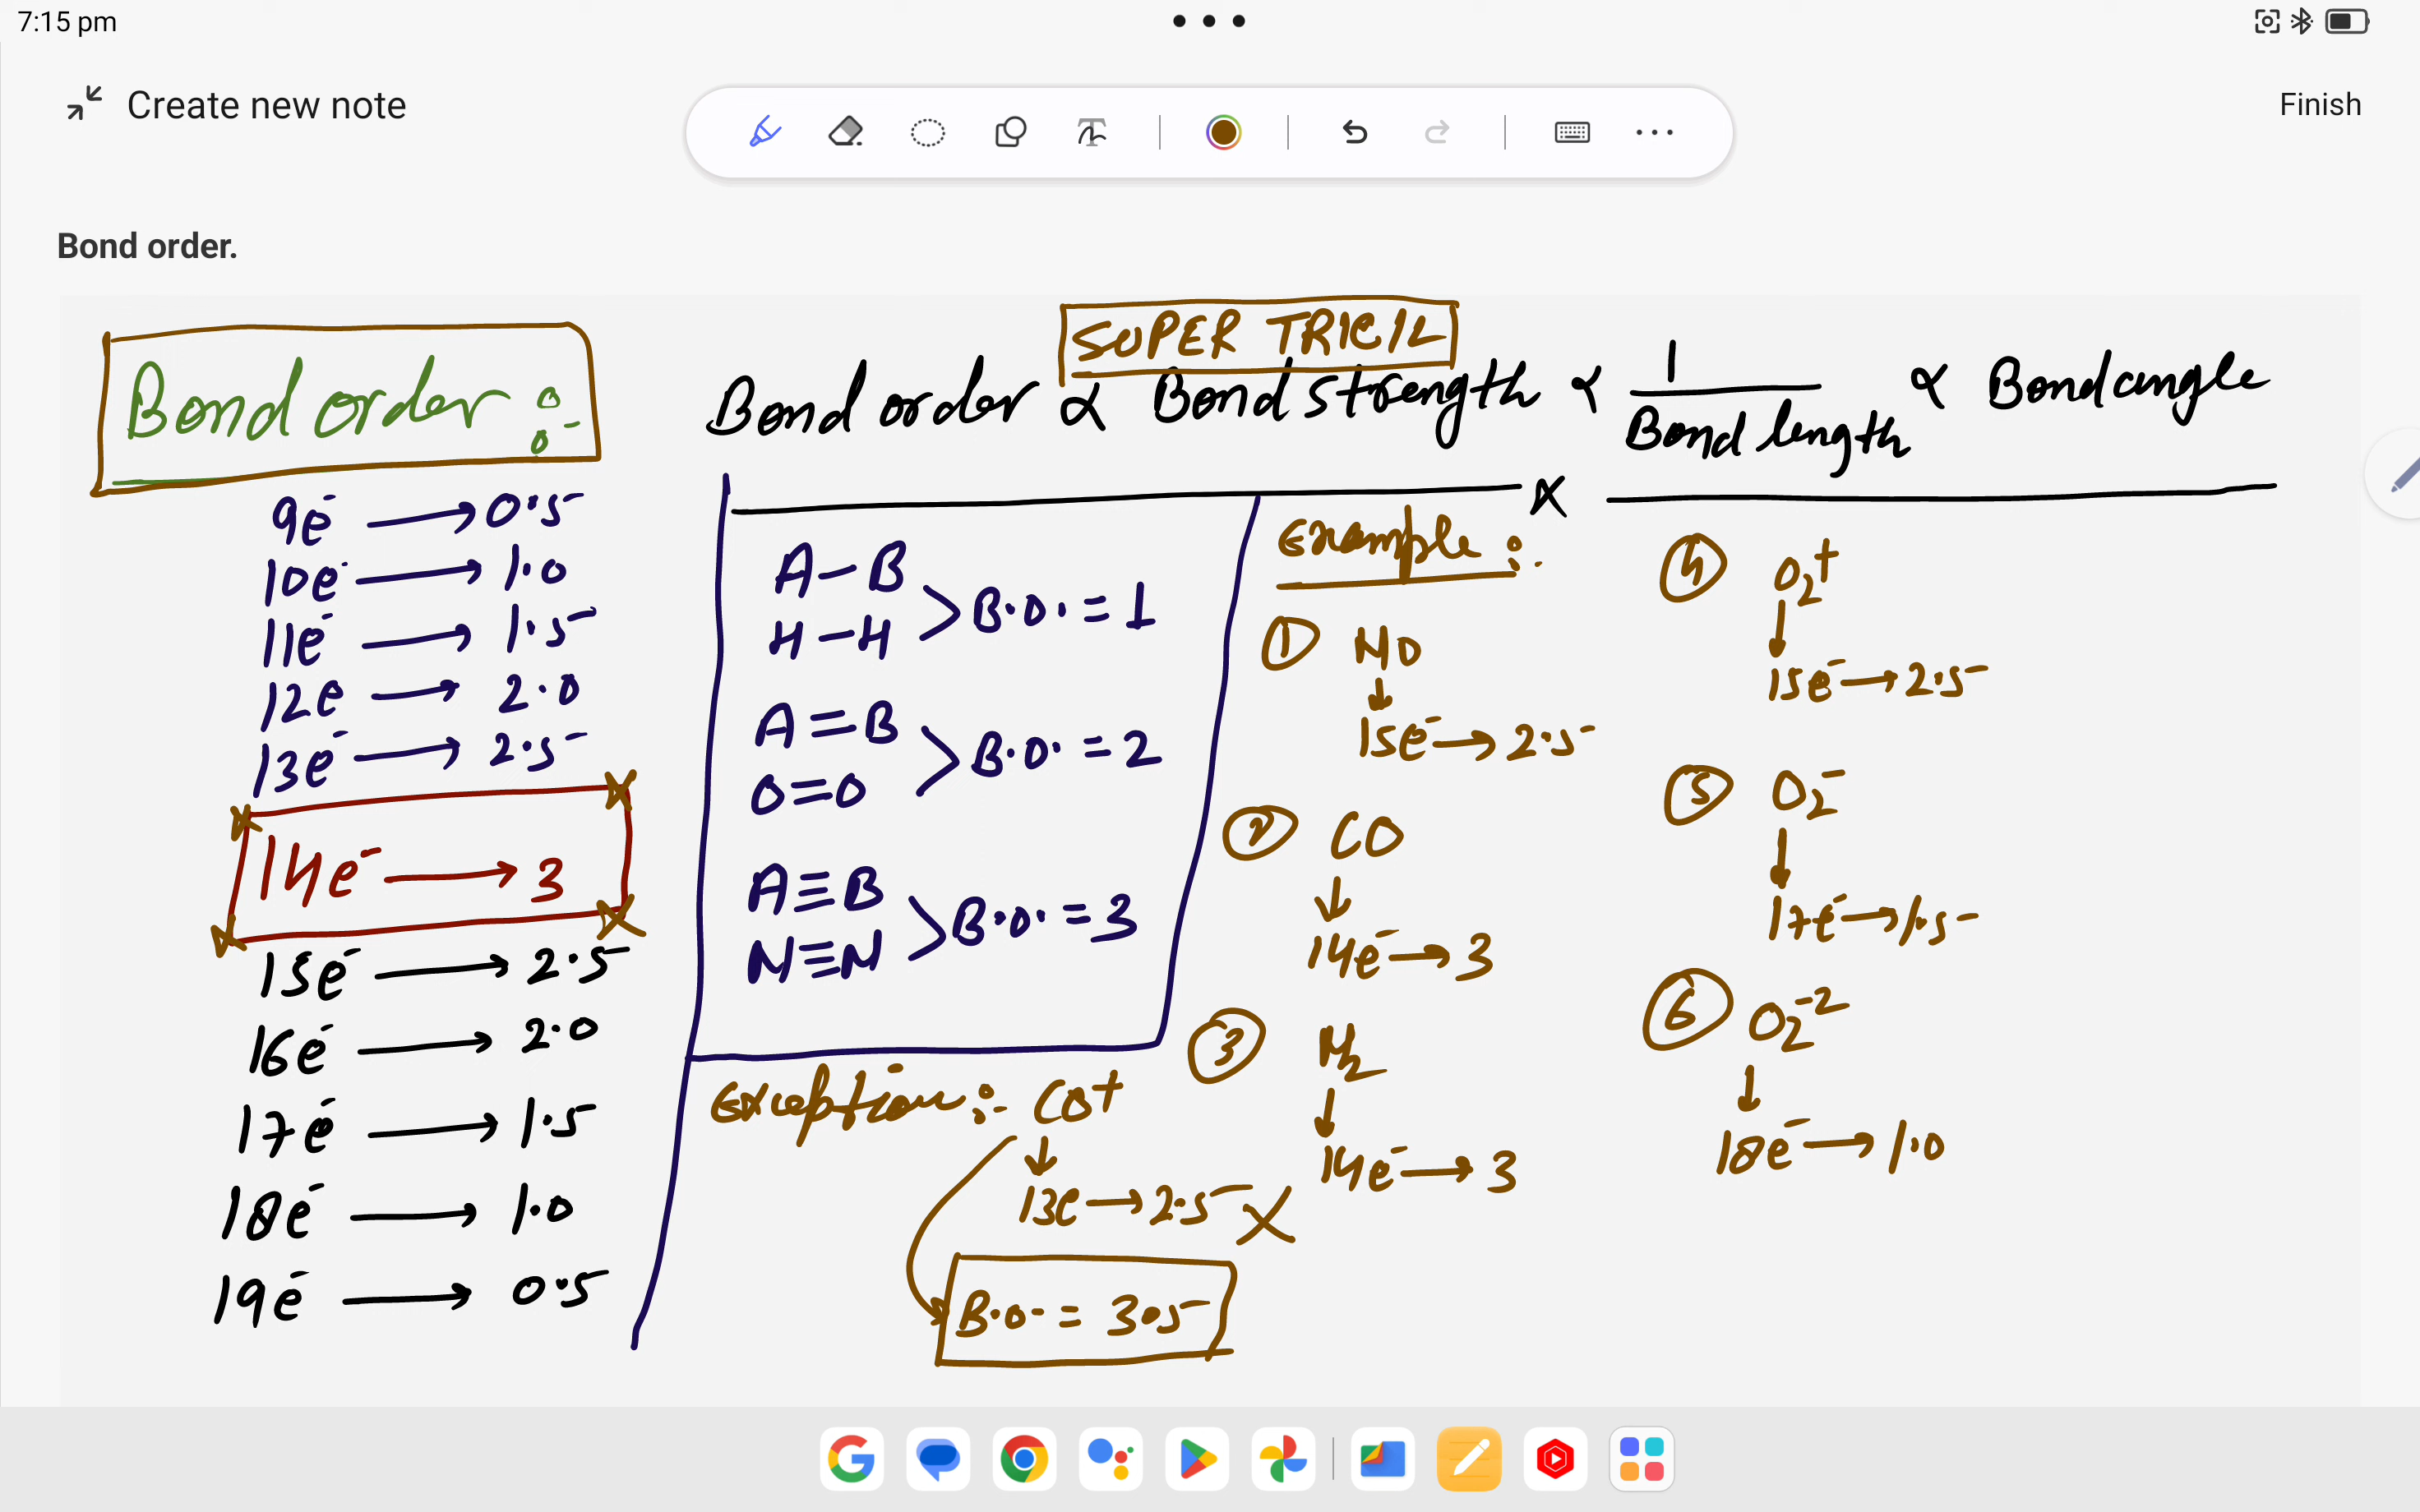 7:15 pm
Create new note
Finish
Bond order.
SUPER TRICK
Bond order :-
Bond order ∝ Bond strength ∝ 1/Bond length ∝ Bond angle
x
9e⁻ → 0.5
10e⁻ → 1.0
11e⁻ → 1.5
12e → 2.0
13e⁻ → 2.5
14e⁻ → 3
15e⁻ → 2.5
16e⁻ → 2.0
17e⁻ → 1.5
18e⁻ → 1.0
19e⁻ → 0.5
A–B
H–H > B.O. = 1
A=B
O=O > B.O. = 2
A≡B
N≡N > B.O. = 3
Exception :- CO⁺
↓
13e → 2.5 X
B.O = 3.5
Example :-
① NO
↓
15e⁻ → 2.5
② CO
↓
14e⁻ → 3
③ N₂
↓
14e⁻ → 3
④ O₂⁺
↓
15e⁻ → 2.5
⑤ O₂⁻
↓
17e⁻ → 1.5
⑥ O₂⁻²
↓
18e⁻ → 1.0